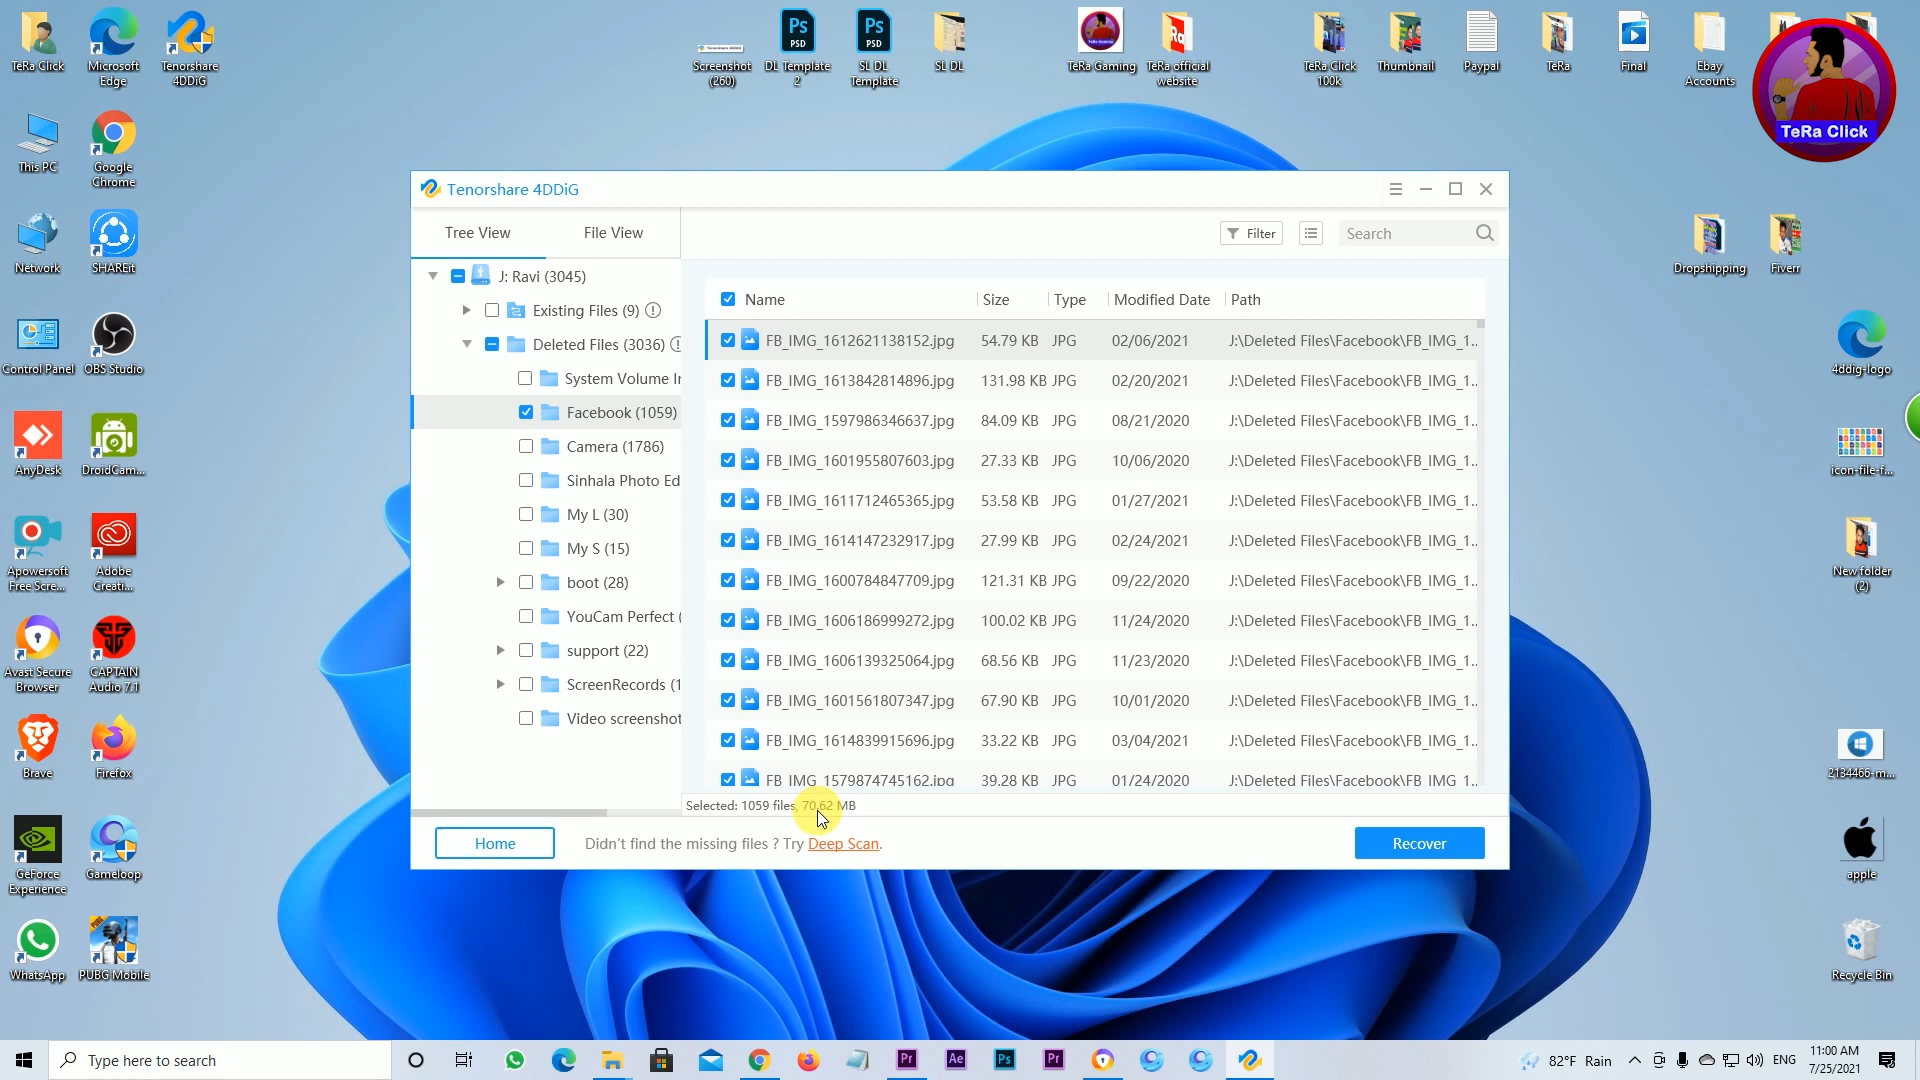 TeRa Click
Microsoft
Edge
Tenorshare
4DDiG
Screenshot
(260)
DL Template
2
SL DL
Template
SL DL
TeRa Gaming
TeRa official
website
TeRa Click
100k
Thumbnail
Paypal
TeRa
Final
Ebay
Accounts
TeRa Click
This PC
Google
Chrome
Network
SHAREit
Control Panel
OBS Studio
AnyDesk
DroidCam...
Apowersoft
Free Scre...
Adobe
Creati...
Avast Secure
Browser
CAPTAIN
Audio 7.1
Brave
Firefox
GeForce
Experience
Gameloop
WhatsApp
PUBG Mobile
Dropshipping
Fiverr
4ddig-logo
icon-file-f...
New folder
(2)
2134466-m...
apple
Recycle Bin
Tenorshare 4DDiG
Tree View
File View
Filter
Search
J: Ravi (3045)
Existing Files (9)
Deleted Files (3036)
System Volume Ir
Facebook (1059)
Camera (1786)
Sinhala Photo Ed
My L (30)
My S (15)
boot (28)
YouCam Perfect (
support (22)
ScreenRecords (1
Video screenshot
Name Size Type Modified Date Path
FB_IMG_1612621138152.jpg 54.79 KB JPG 02/06/2021 J:\Deleted Files\Facebook\FB_IMG_1..
FB_IMG_1613842814896.jpg 131.98 KB JPG 02/20/2021 J:\Deleted Files\Facebook\FB_IMG_1..
FB_IMG_1597986346637.jpg 84.09 KB JPG 08/21/2020 J:\Deleted Files\Facebook\FB_IMG_1..
FB_IMG_1601955807603.jpg 27.33 KB JPG 10/06/2020 J:\Deleted Files\Facebook\FB_IMG_1..
FB_IMG_1611712465365.jpg 53.58 KB JPG 01/27/2021 J:\Deleted Files\Facebook\FB_IMG_1..
FB_IMG_1614147232917.jpg 27.99 KB JPG 02/24/2021 J:\Deleted Files\Facebook\FB_IMG_1..
FB_IMG_1600784847709.jpg 121.31 KB JPG 09/22/2020 J:\Deleted Files\Facebook\FB_IMG_1..
FB_IMG_1606186999272.jpg 100.02 KB JPG 11/24/2020 J:\Deleted Files\Facebook\FB_IMG_1..
FB_IMG_1606139325064.jpg 68.56 KB JPG 11/23/2020 J:\Deleted Files\Facebook\FB_IMG_1..
FB_IMG_1601561807347.jpg 67.90 KB JPG 10/01/2020 J:\Deleted Files\Facebook\FB_IMG_1..
FB_IMG_1614839915696.jpg 33.22 KB JPG 03/04/2021 J:\Deleted Files\Facebook\FB_IMG_1..
FB_IMG_1579874745162.jpg 39.28 KB JPG 01/24/2020 J:\Deleted Files\Facebook\FB_IMG_1..
Selected: 1059 files, 70.62 MB
Home
Didn't find the missing files ? Try Deep Scan.
Recover
Type here to search
82°F Rain
ENG
11:00 AM
7/25/2021